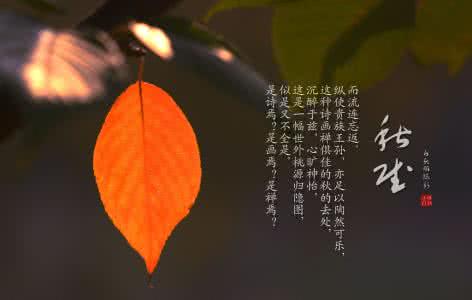 是诗焉?是画焉?是禅焉?
似是又不全是。
这是一幅世外桃源归隐图,
沉醉于兹,心旷神怡,
这种诗画禅俱佳的秋的去处,
纵使贵族王孙,亦足以陶然可乐,
而流连忘返。
秋